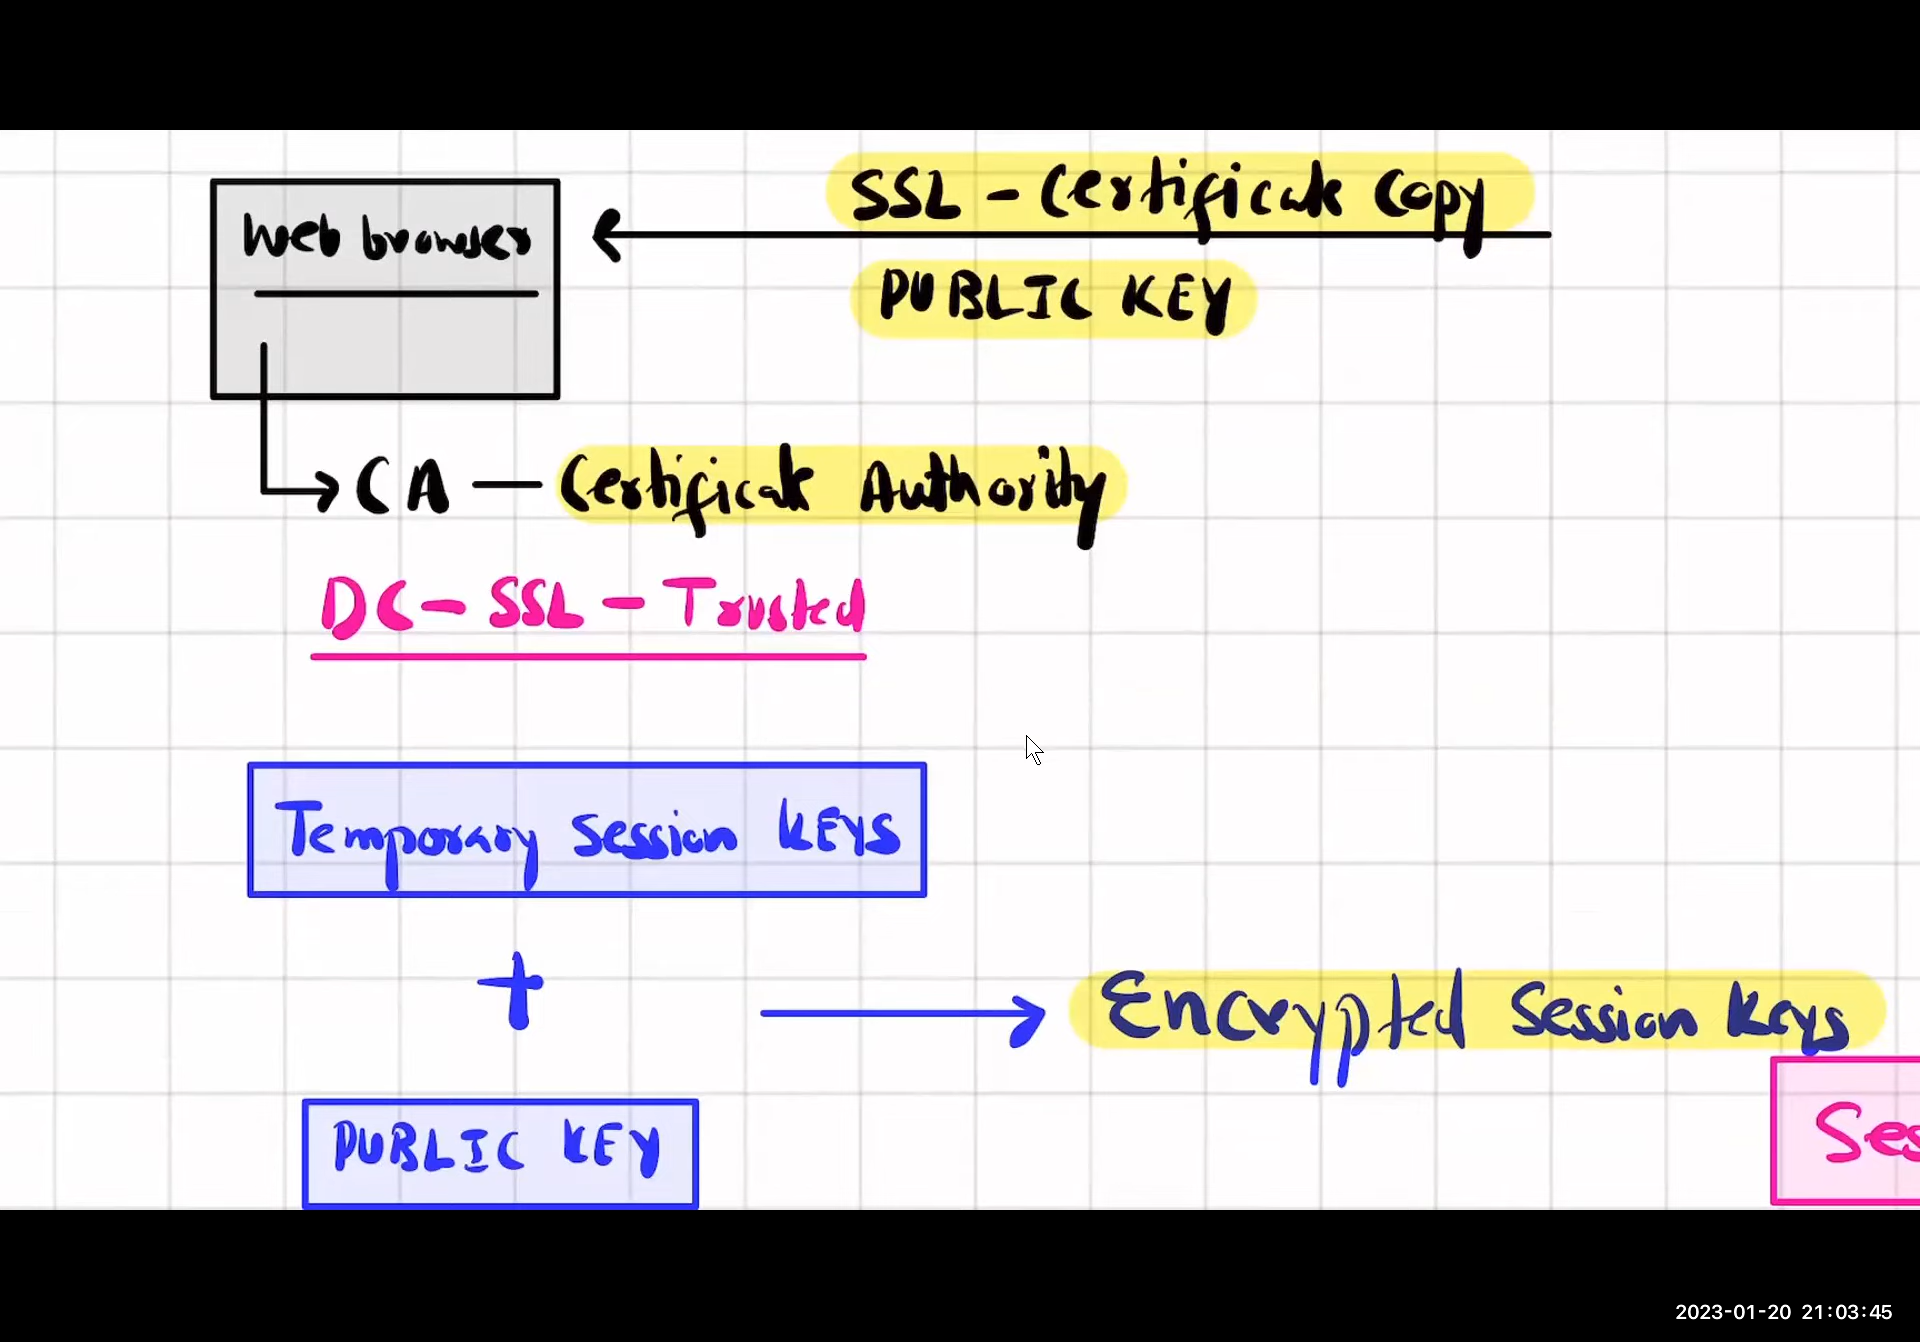 SSL - Certificate Copy
Web browser
PUBLIC KEY
CA — Certificate Authority
DC - SSL - Trusted
Temporary Session KEYS
+
Encrypted Session Keys
PUBLIC KEY
Ses
2023-01-20 21:03:45